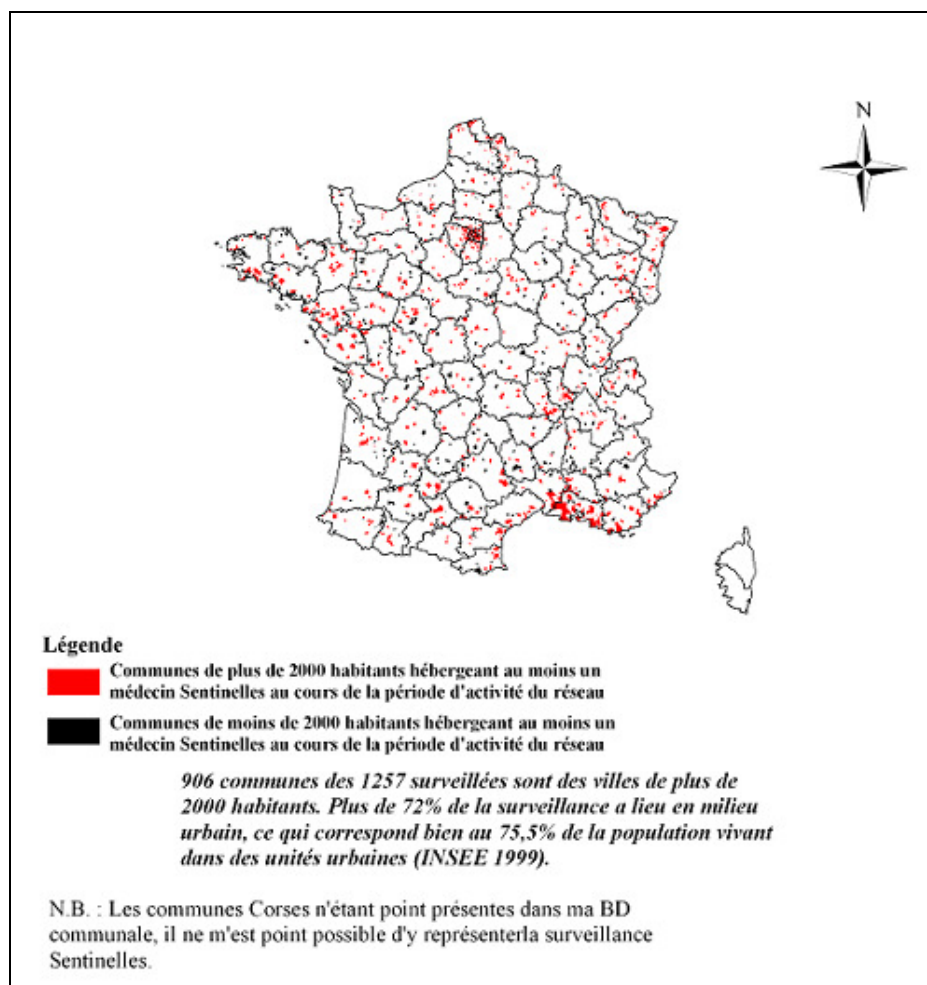 N
Légende
Communes de plus de 2000 habitants hébergeant au moins un
médecin Sentinelles au cours de la période d'activité du réseau
Communes de moins de 2000 habitants hébergeant au moins un
médecin Sentinelles au cours de la période d'activité du réseau
906 communes des 1257 surveillées sont des villes de plus de
2000 habitants. Plus de 72% de la surveillance a lieu en milieu
urbain, ce qui correspond bien au 75,5% de la population vivant
dans des unités urbaines (INSEE 1999).
N.B. : Les communes Corses n'étant point présentes dans ma BD
communale, il ne m'est point possible d'y représenterla surveillance
Sentinelles.